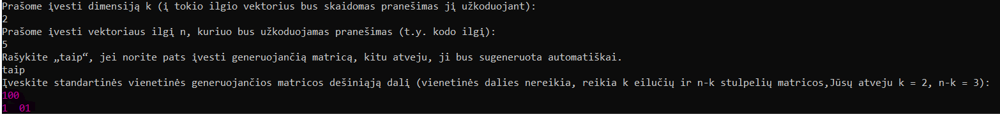 Prašome įvesti dimensiją k (į tokio ilgio vektorius bus skaidomas pranešimas jį užkoduojant):
2
Prašome įvesti vektoriaus ilgį n, kuriuo bus užkoduojamas pranešimas (t.y. kodo ilgį):
5
Rašykite „taip“, jei norite pats įvesti generuojančią matricą, kitu atveju, ji bus sugeneruota automatiškai.
taip
Įveskite standartinės vienetinės generuojančios matricos dešiniąją dalį (vienetinės dalies nereikia, reikia k eilučių ir n-k stulpelių matricos,Jūsų atveju k = 2, n-k = 3):
100
1  01